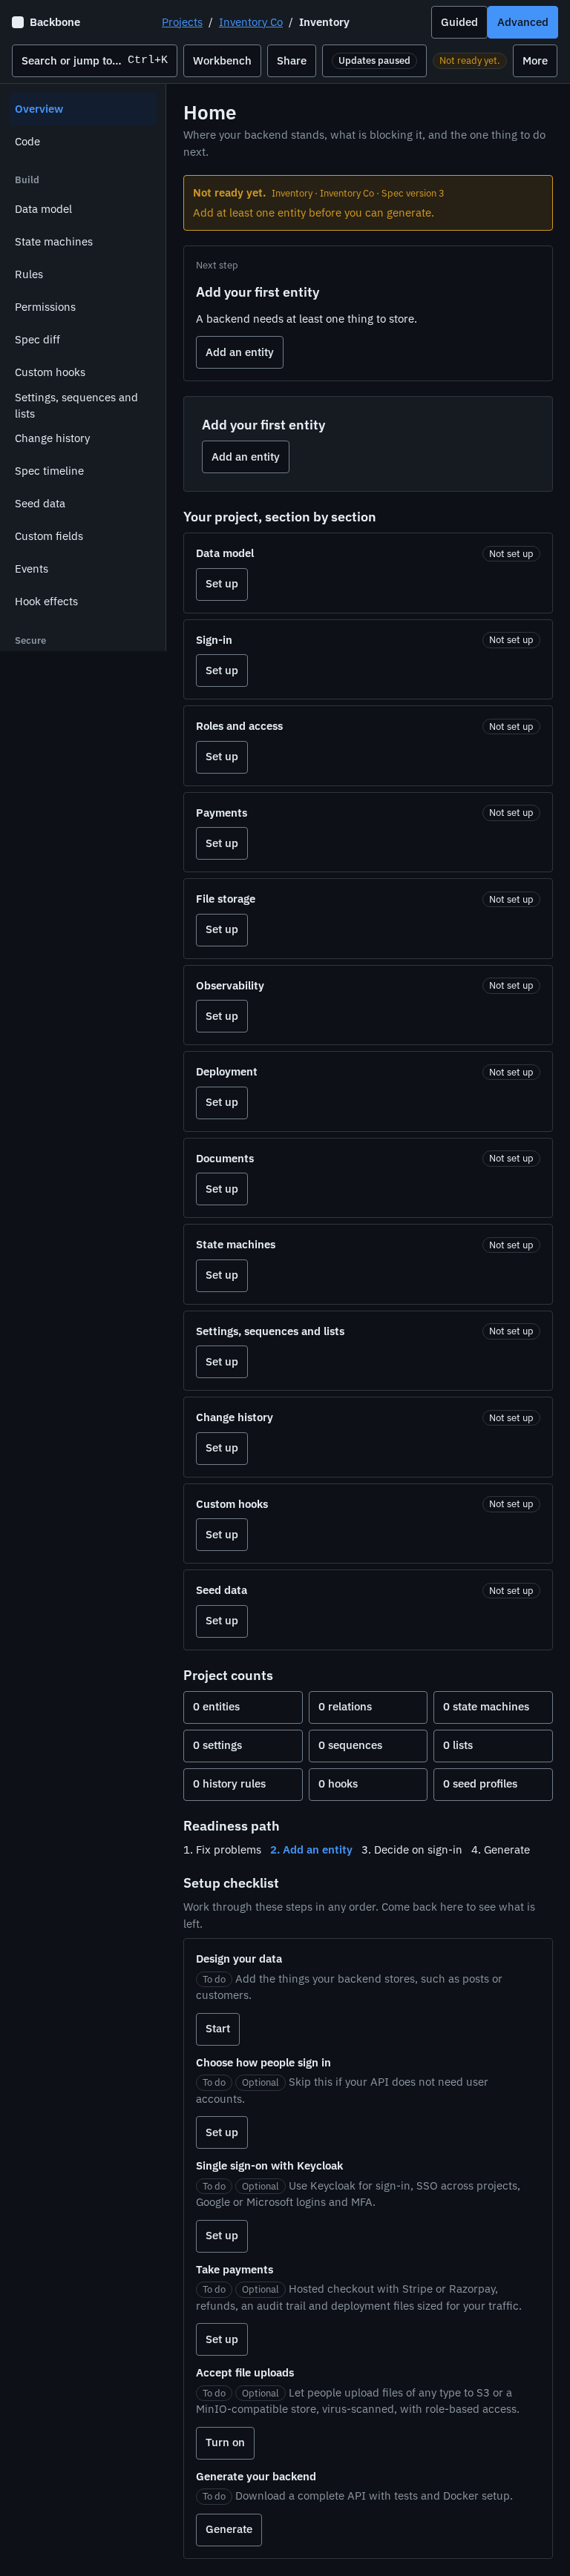 Backbone
Projects / Inventory Co / Inventory
Guided
Advanced
Search or jump to... Ctrl+K
Workbench
Share
Updates paused
Not ready yet.
More
Overview
Code
Build
Data model
State machines
Rules
Permissions
Spec diff
Custom hooks
Settings, sequences and
lists
Change history
Spec timeline
Seed data
Custom fields
Events
Hook effects
Secure
Home
Where your backend stands, what is blocking it, and the one thing to do
next.
Not ready yet. Inventory · Inventory Co · Spec version 3
Add at least one entity before you can generate.
Next step
Add your first entity
A backend needs at least one thing to store.
Add an entity
Add your first entity
Add an entity
Your project, section by section
Data model Not set up
Set up
Sign-in Not set up
Set up
Roles and access Not set up
Set up
Payments Not set up
Set up
File storage Not set up
Set up
Observability Not set up
Set up
Deployment Not set up
Set up
Documents Not set up
Set up
State machines Not set up
Set up
Settings, sequences and lists Not set up
Set up
Change history Not set up
Set up
Custom hooks Not set up
Set up
Seed data Not set up
Set up
Project counts
0 entities 0 relations 0 state machines
0 settings 0 sequences 0 lists
0 history rules 0 hooks 0 seed profiles
Readiness path
1. Fix problems 2. Add an entity 3. Decide on sign-in 4. Generate
Setup checklist
Work through these steps in any order. Come back here to see what is
left.
Design your data
To do Add the things your backend stores, such as posts or
customers.
Start
Choose how people sign in
To do Optional Skip this if your API does not need user
accounts.
Set up
Single sign-on with Keycloak
To do Optional Use Keycloak for sign-in, SSO across projects,
Google or Microsoft logins and MFA.
Set up
Take payments
To do Optional Hosted checkout with Stripe or Razorpay,
refunds, an audit trail and deployment files sized for your traffic.
Set up
Accept file uploads
To do Optional Let people upload files of any type to S3 or a
MinIO-compatible store, virus-scanned, with role-based access.
Turn on
Generate your backend
To do Download a complete API with tests and Docker setup.
Generate